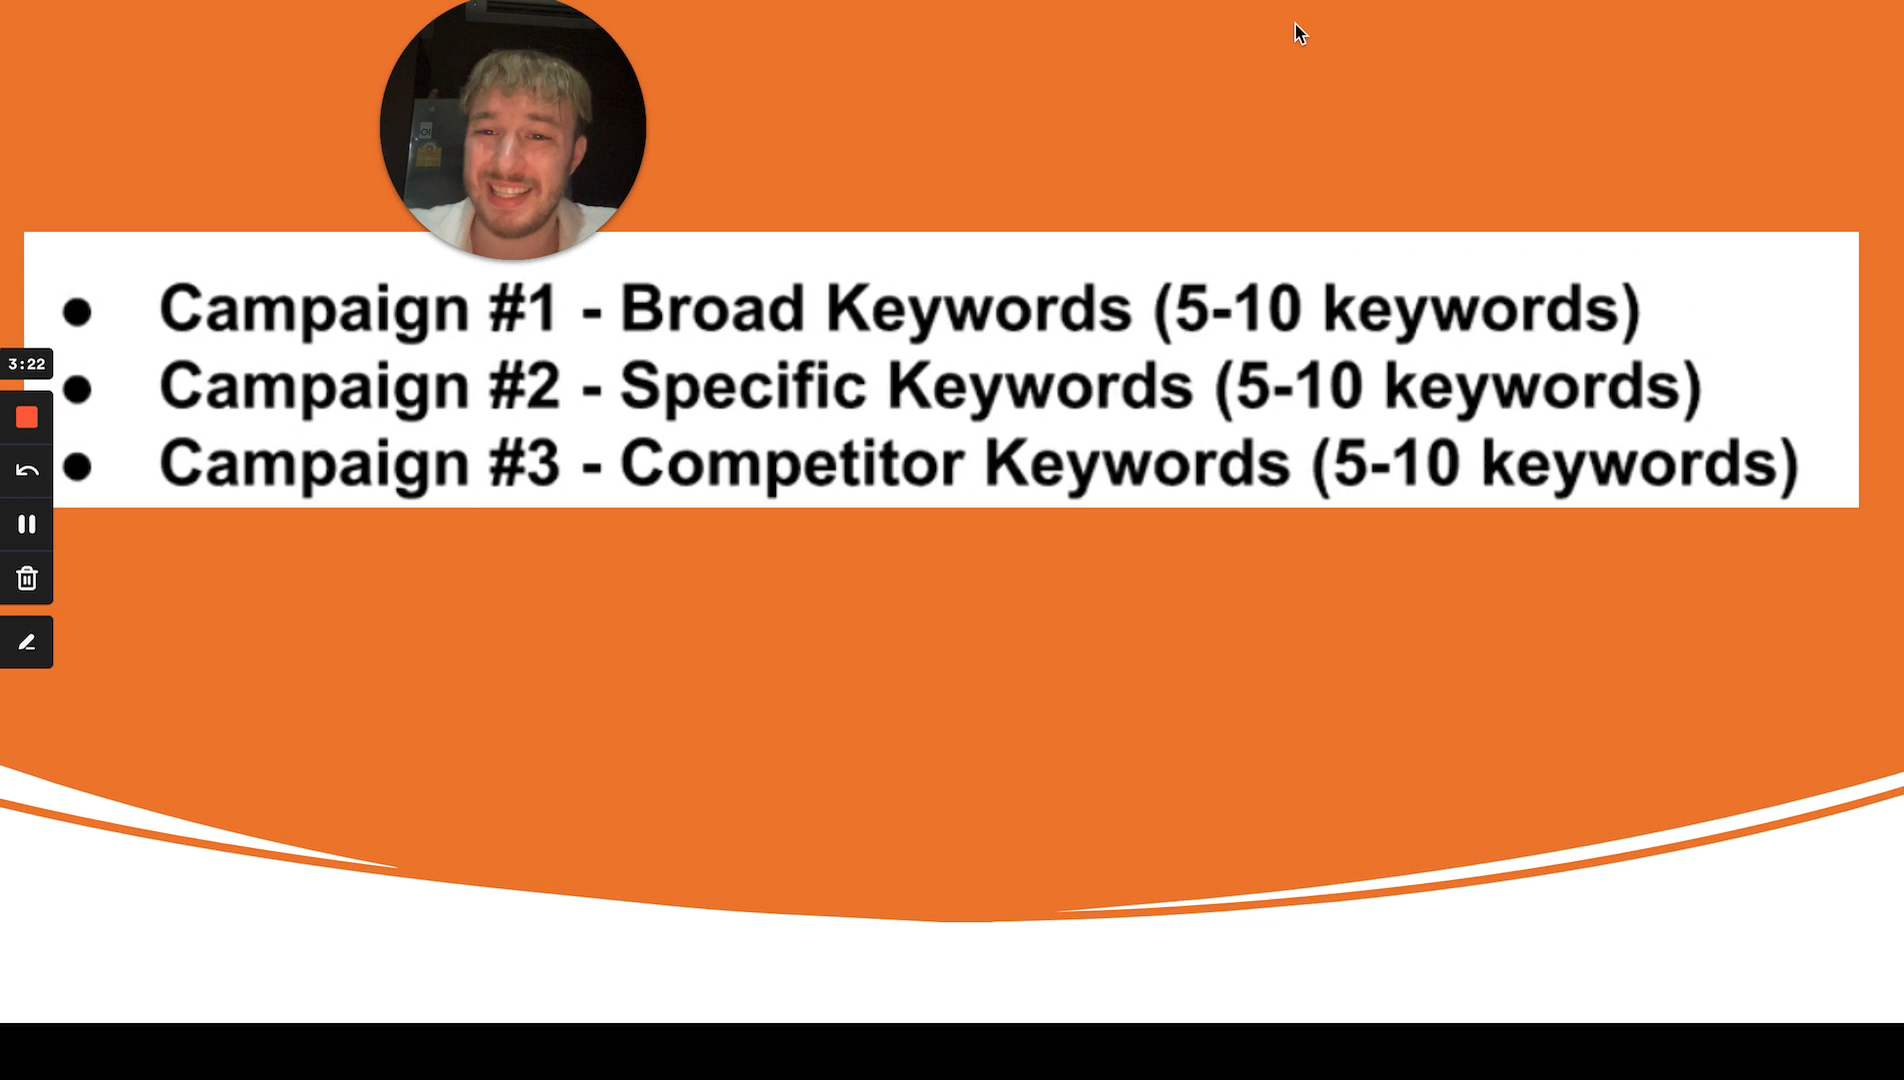 ● Campaign #1 - Broad Keywords (5-10 keywords)
● Campaign #2 - Specific Keywords (5-10 keywords)
● Campaign #3 - Competitor Keywords (5-10 keywords)
3:22